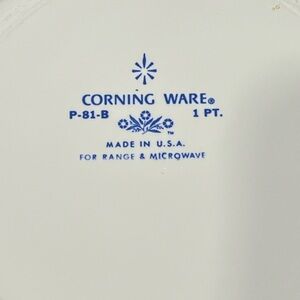 CORNING WARE®
P-81-B 1 PT.
™
MADE IN U.S.A.
FOR RANGE & MICROWAVE